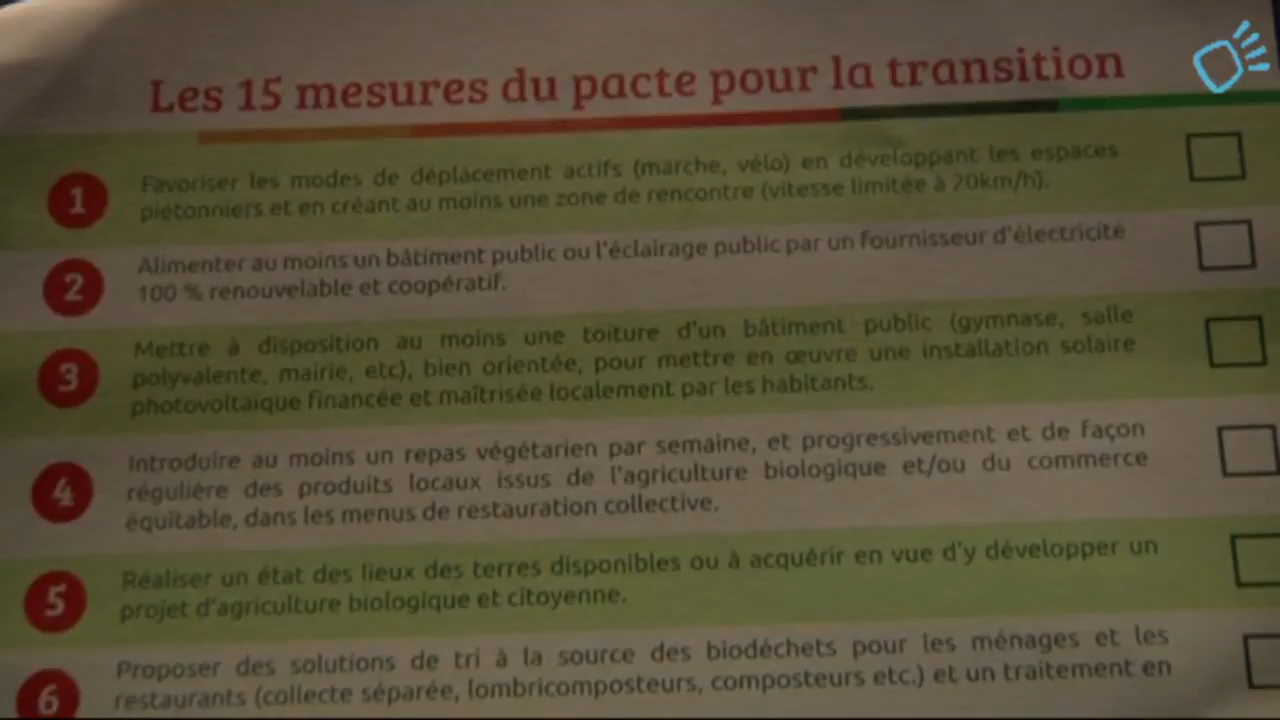 Les 15 mesures du pacte pour la transition
1
Favoriser les modes de déplacement actifs (marche, vélo) en développant les espaces
piétonniers et en créant au moins une zone de rencontre (vitesse limitée à 20km/h).
2
Alimenter au moins un bâtiment public ou l'éclairage public par un fournisseur d'électricité
100 % renouvelable et coopératif.
3
Mettre à disposition au moins une toiture d'un bâtiment public (gymnase, salle
polyvalente, mairie, etc), bien orientée, pour mettre en œuvre une installation solaire
photovoltaïque financée et maîtrisée localement par les habitants.
4
Introduire au moins un repas végétarien par semaine, et progressivement et de façon
régulière des produits locaux issus de l'agriculture biologique et/ou du commerce
équitable, dans les menus de restauration collective.
5
Réaliser un état des lieux des terres disponibles ou à acquérir en vue d'y développer un
projet d'agriculture biologique et citoyenne.
6
Proposer des solutions de tri à la source des biodéchets pour les ménages et les
restaurants (collecte séparée, lombricomposteurs, composteurs etc.) et un traitement en